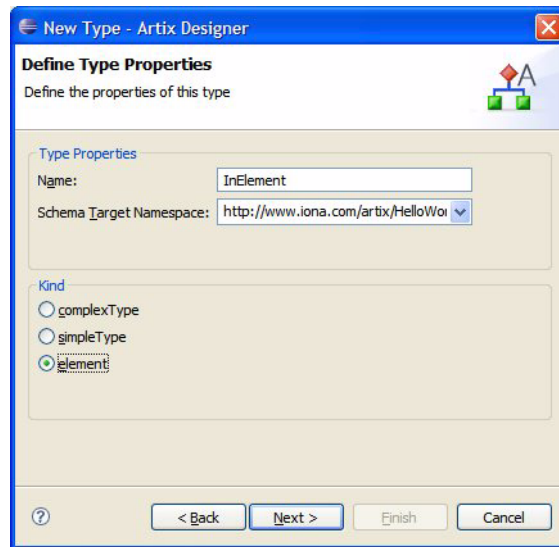 New Type - Artix Designer
Define Type Properties
Define the properties of this type
A
Type Properties
Name: InElement
Schema Target Namespace: http://www.iona.com/artix/HelloWor
Kind
complexType
simpleType
element
? < Back Next > Finish Cancel